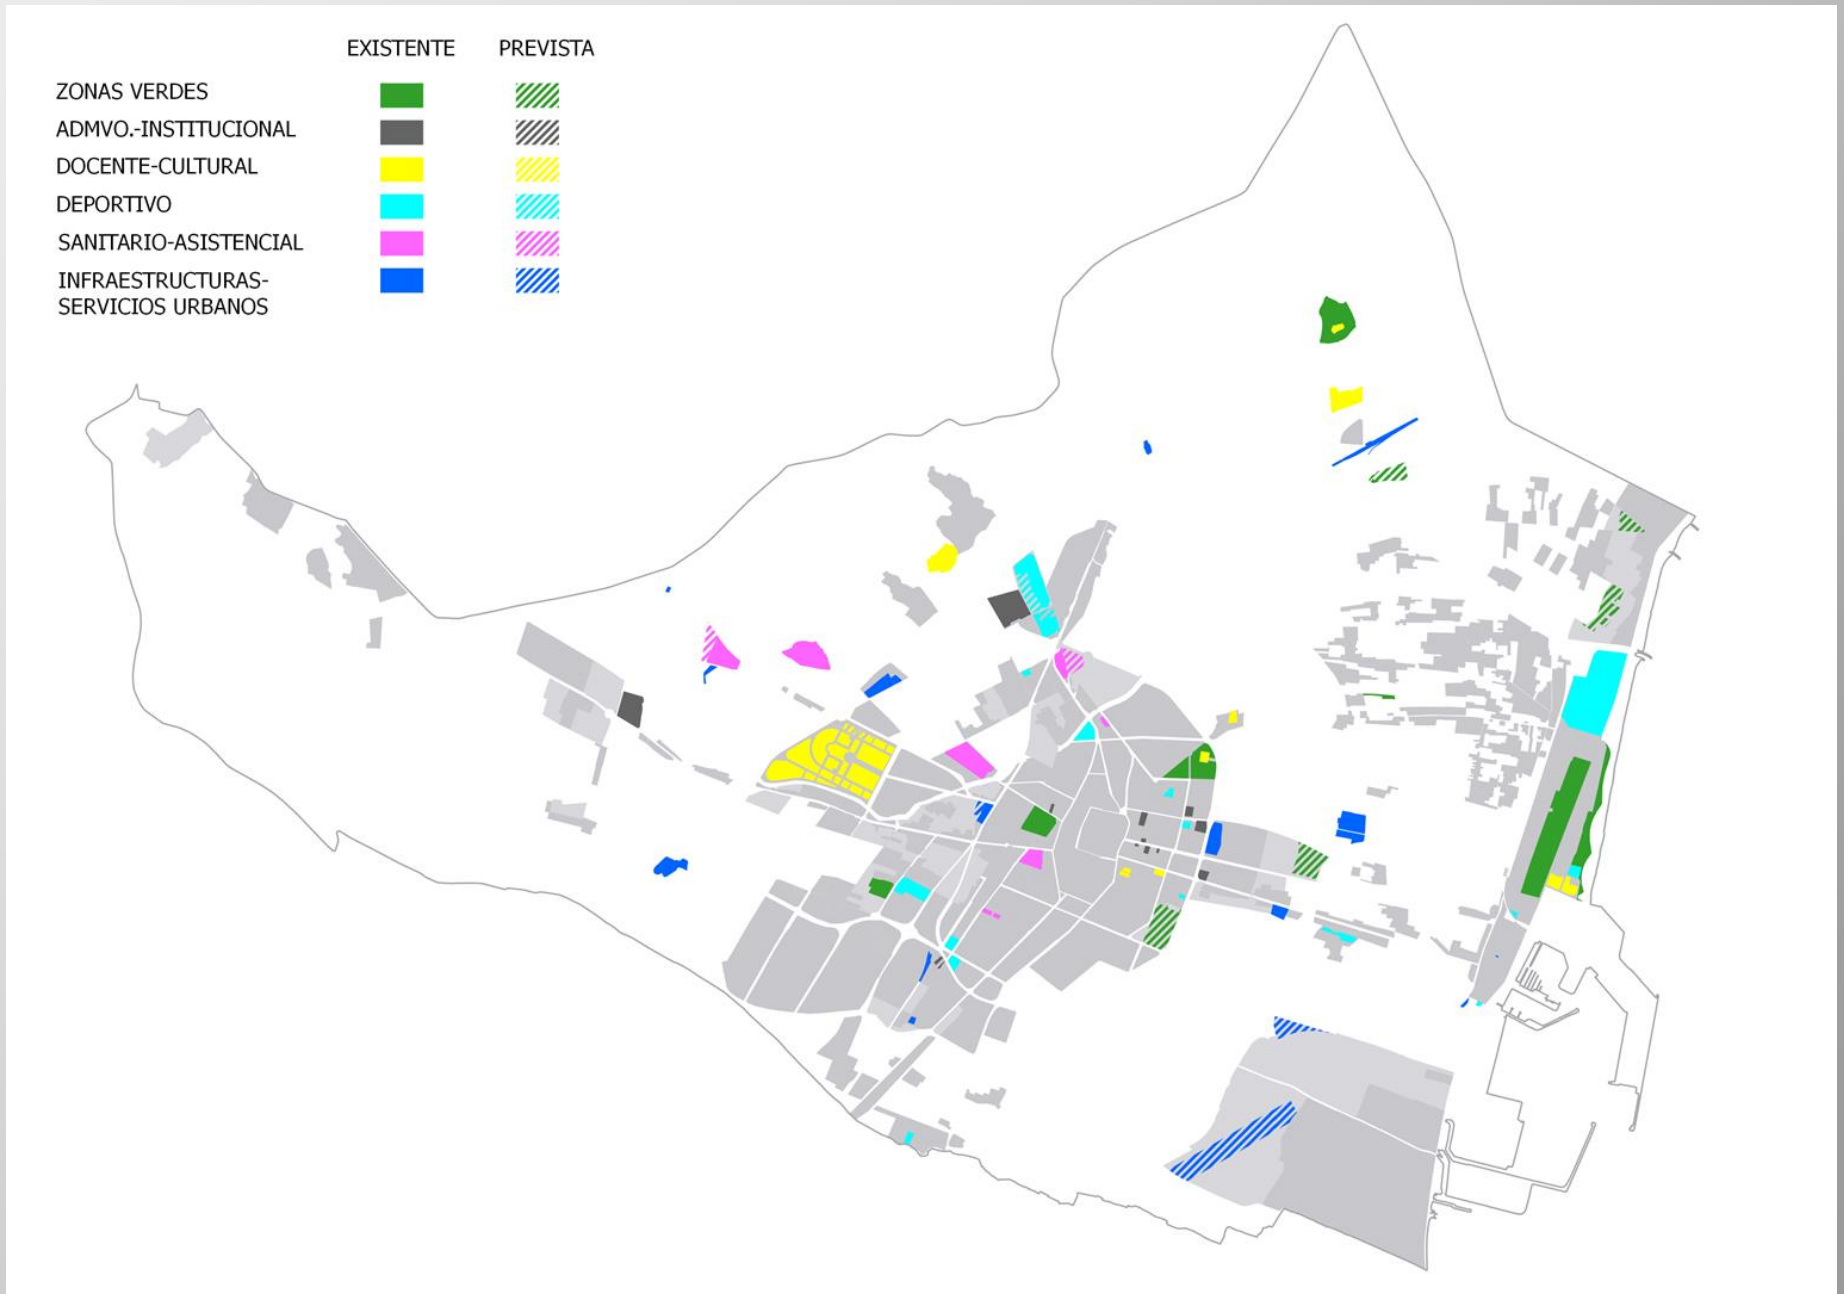 EXISTENTE PREVISTA
ZONAS VERDES
ADMVO.-INSTITUCIONAL
DOCENTE-CULTURAL
DEPORTIVO
SANITARIO-ASISTENCIAL
INFRAESTRUCTURAS-
SERVICIOS URBANOS